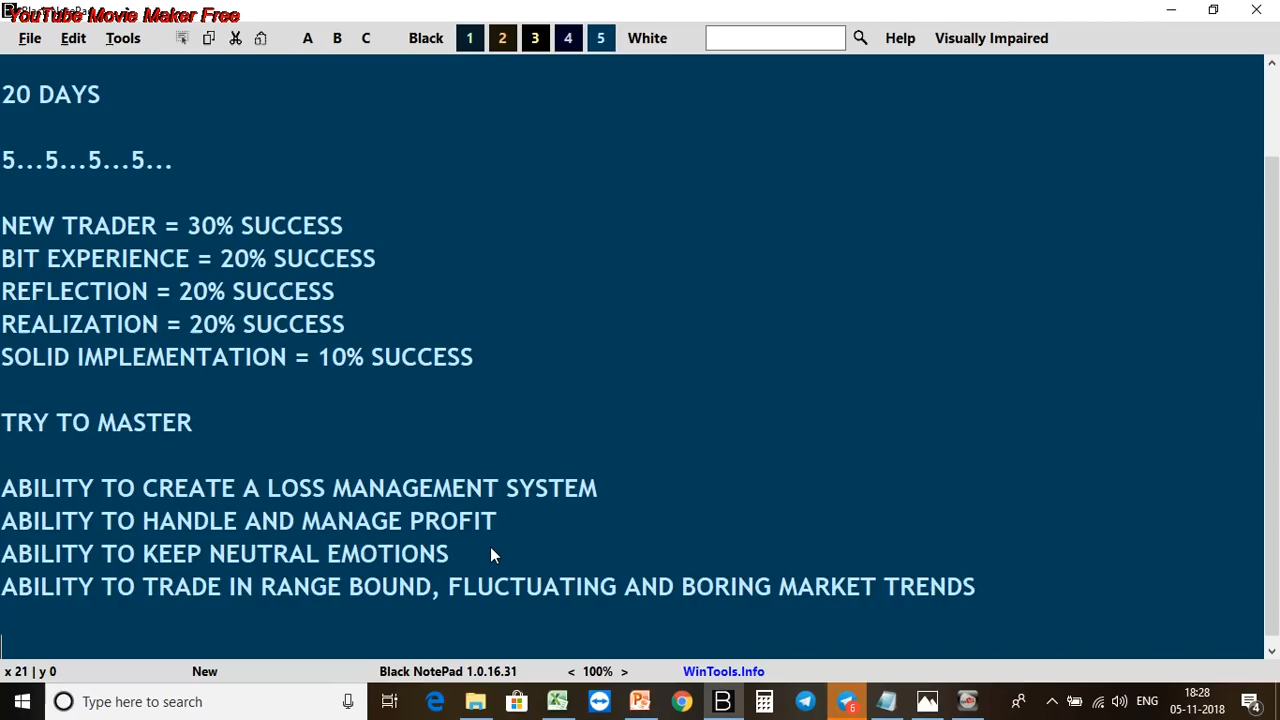 YouTube Movie Maker Free
File Edit Tools A B C Black 1 2 3 4 5 White Help Visually Impaired
20 DAYS
5...5...5...5...
NEW TRADER = 30% SUCCESS
BIT EXPERIENCE = 20% SUCCESS
REFLECTION = 20% SUCCESS
REALIZATION = 20% SUCCESS
SOLID IMPLEMENTATION = 10% SUCCESS
TRY TO MASTER
ABILITY TO CREATE A LOSS MANAGEMENT SYSTEM
ABILITY TO HANDLE AND MANAGE PROFIT
ABILITY TO KEEP NEUTRAL EMOTIONS
ABILITY TO TRADE IN RANGE BOUND, FLUCTUATING AND BORING MARKET TRENDS
x 21 | y 0 New Black NotePad 1.0.16.31 < 100% > WinTools.Info
Type here to search ENG 18:28
05-11-2018